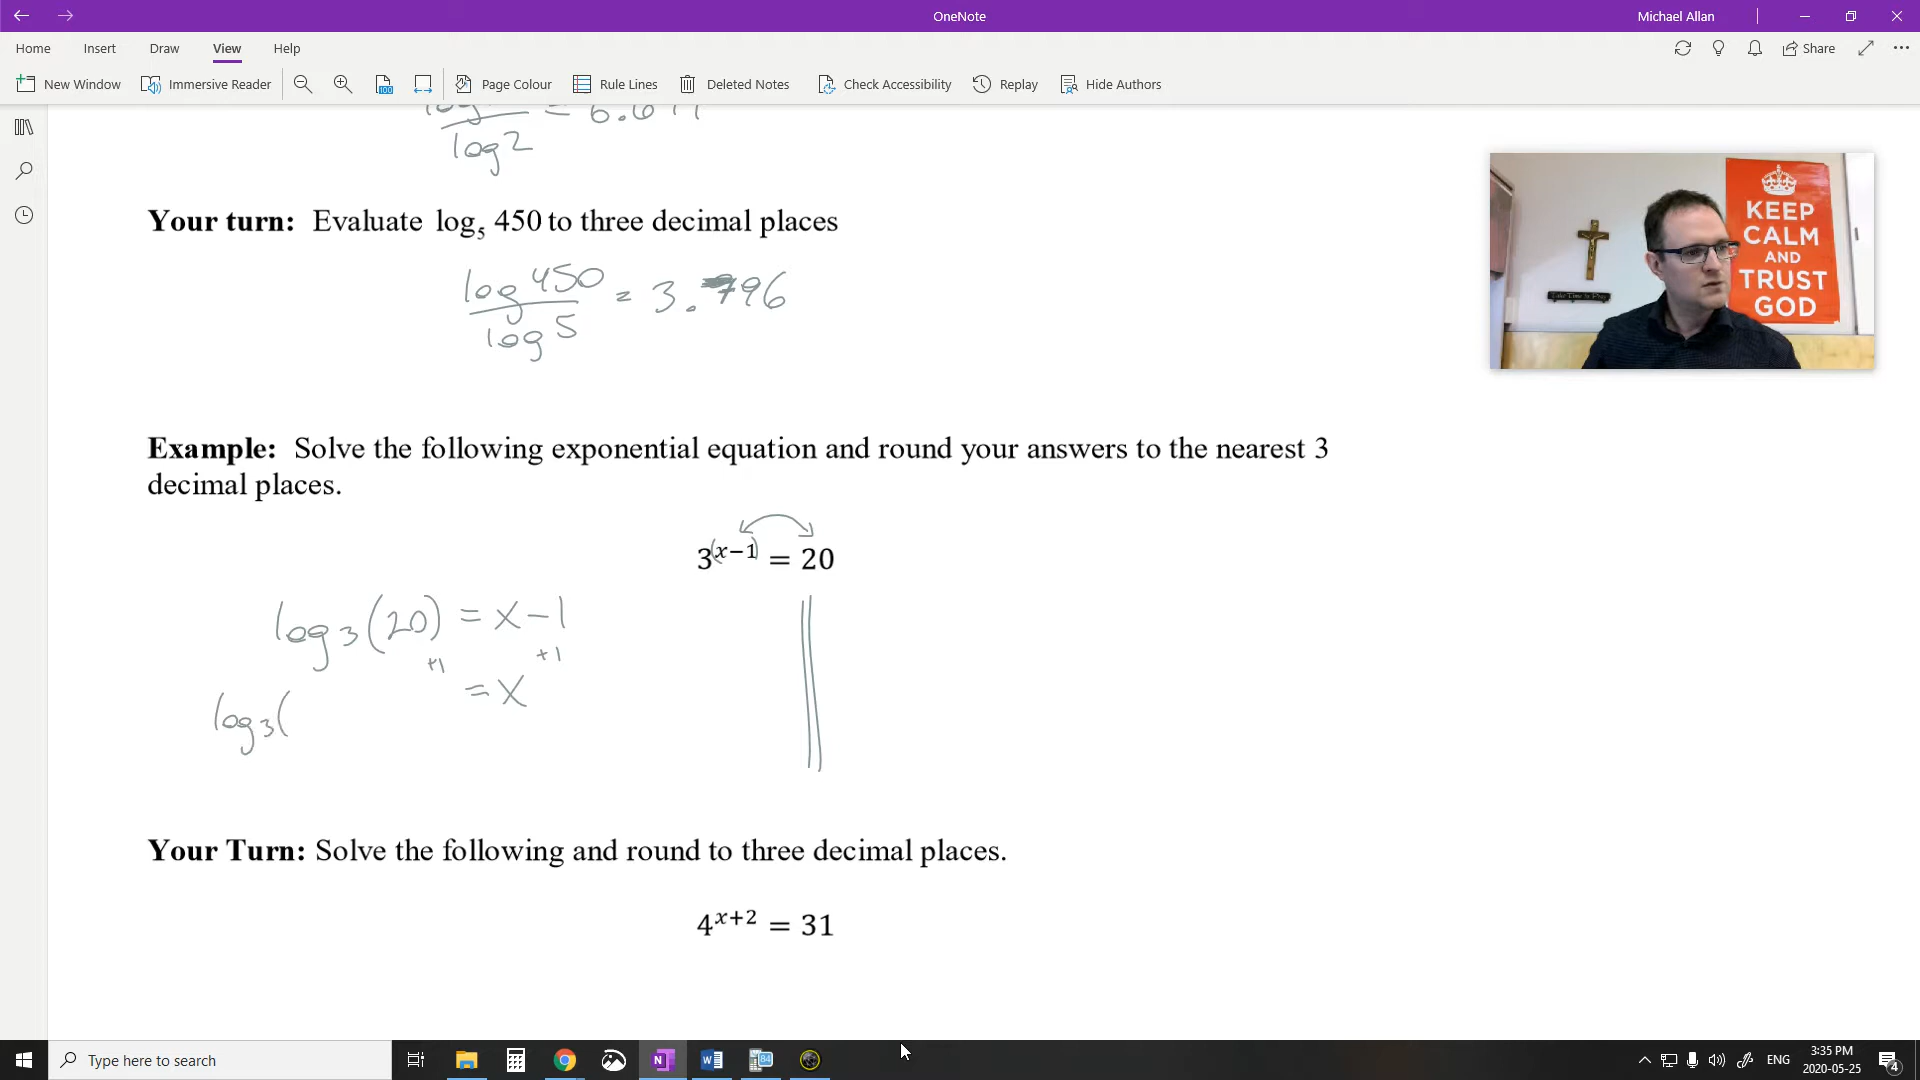 OneNote
Michael Allan
Home Insert Draw View Help
Share
New Window Immersive Reader Page Colour Rule Lines Deleted Notes Check Accessibility Replay Hide Authors
log2
Your turn: Evaluate log₅ 450 to three decimal places
log 450
= 3.796
log 5
Example: Solve the following exponential equation and round your answers to the nearest 3
decimal places.
3^(x−1) = 20
log₃(20) = x−1
+1 +1
= x
log₃(
Your Turn: Solve the following and round to three decimal places.
4^x+2 = 31
KEEP
CALM
AND
TRUST
GOD
Type here to search
ENG
3:35 PM
2020-05-25
4